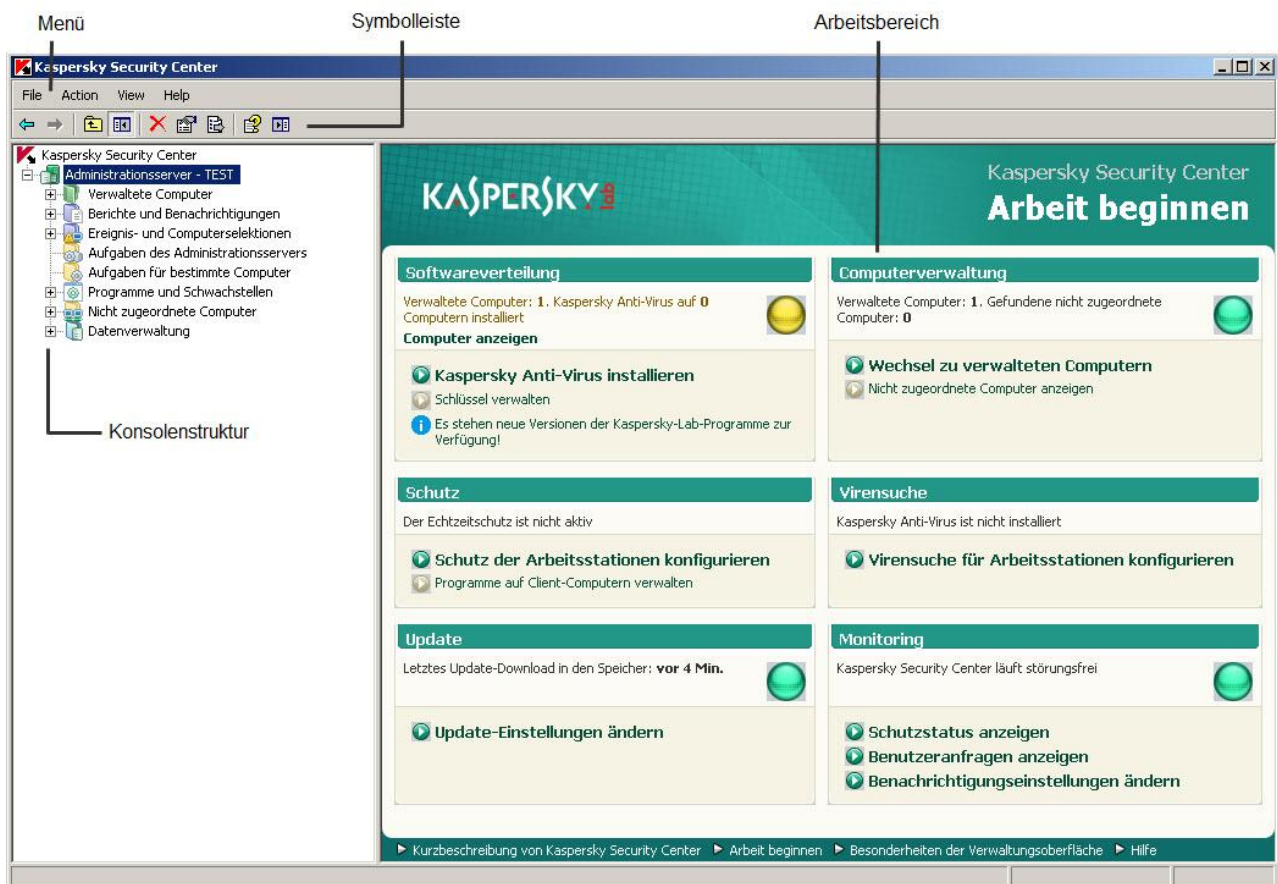 Menü
Symbolleiste
Arbeitsbereich
Kaspersky Security Center
File Action View Help
Kaspersky Security Center
Administrationsserver - TEST
Verwaltete Computer
Berichte und Benachrichtigungen
Ereignis- und Computerselektionen
Aufgaben des Administrationsservers
Aufgaben für bestimmte Computer
Programme und Schwachstellen
Nicht zugeordnete Computer
Datenverwaltung
Konsolenstruktur
KASPERSKY lab
Kaspersky Security Center
Arbeit beginnen
Softwareverteilung
Verwaltete Computer: 1. Kaspersky Anti-Virus auf 0
Computern installiert
Computer anzeigen
Kaspersky Anti-Virus installieren
Schlüssel verwalten
Es stehen neue Versionen der Kaspersky-Lab-Programme zur
Verfügung!
Computerverwaltung
Verwaltete Computer: 1. Gefundene nicht zugeordnete
Computer: 0
Wechsel zu verwalteten Computern
Nicht zugeordnete Computer anzeigen
Schutz
Der Echtzeitschutz ist nicht aktiv
Schutz der Arbeitsstationen konfigurieren
Programme auf Client-Computern verwalten
Virensuche
Kaspersky Anti-Virus ist nicht installiert
Virensuche für Arbeitsstationen konfigurieren
Update
Letztes Update-Download in den Speicher: vor 4 Min.
Update-Einstellungen ändern
Monitoring
Kaspersky Security Center läuft störungsfrei
Schutzstatus anzeigen
Benutzeranfragen anzeigen
Benachrichtigungseinstellungen ändern
Kurzbeschreibung von Kaspersky Security Center Arbeit beginnen Besonderheiten der Verwaltungsoberfläche Hilfe